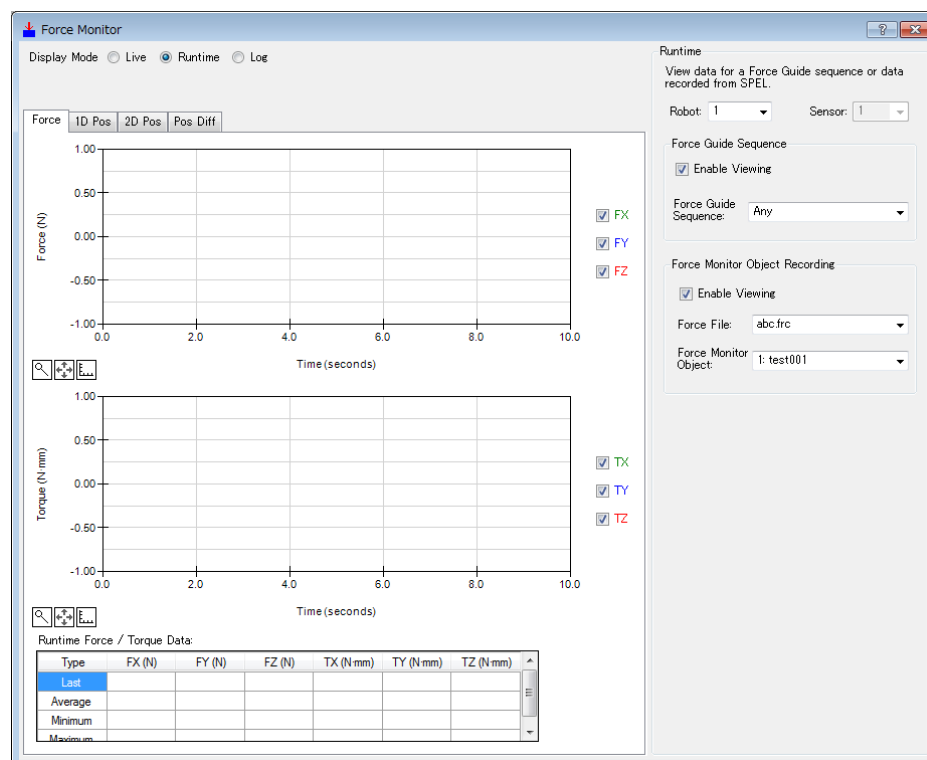 Force Monitor
Display Mode Live Runtime Log
Force 1D Pos 2D Pos Pos Diff
1.00
0.50
0.00
-0.50
-1.00
Force (N)
0.0 2.0 4.0 6.0 8.0 10.0
Time (seconds)
FX
FY
FZ
1.00
0.50
0.00
-0.50
-1.00
Torque (N·mm)
0.0 2.0 4.0 6.0 8.0 10.0
Time (seconds)
TX
TY
TZ
Runtime Force / Torque Data:
Type FX (N) FY (N) FZ (N) TX (N·mm) TY (N·mm) TZ (N·mm)
Last
Average
Minimum
Maximum
Runtime
View data for a Force Guide sequence or data
recorded from SPEL.
Robot: 1 Sensor: 1
Force Guide Sequence
Enable Viewing
Force Guide
Sequence: Any
Force Monitor Object Recording
Enable Viewing
Force File: abc.frc
Force Monitor
Object: 1: test001